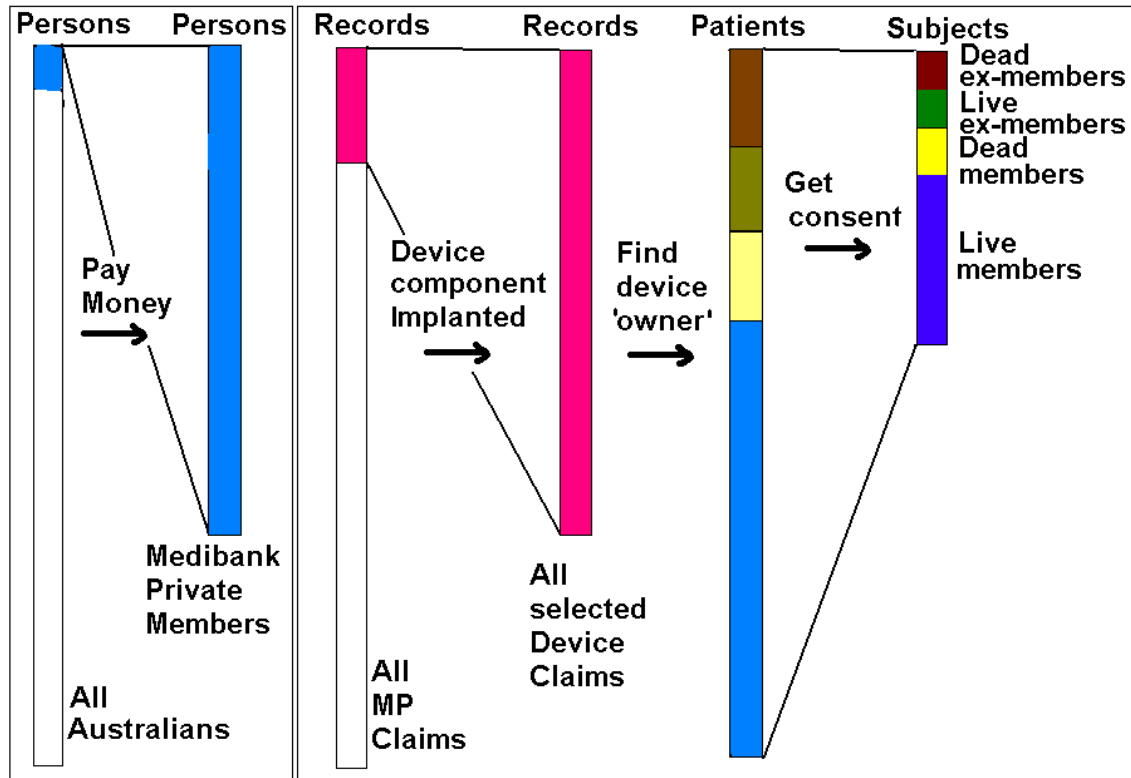 Persons
Persons
Pay
Money
Medibank
Private
Members
All
Australians
Records
Records
Device
component
Implanted
All
MP
Claims
All
selected
Device
Claims
Find
device
'owner'
Patients
Get
consent
Subjects
Dead
ex-members
Live
ex-members
Dead
members
Live
members